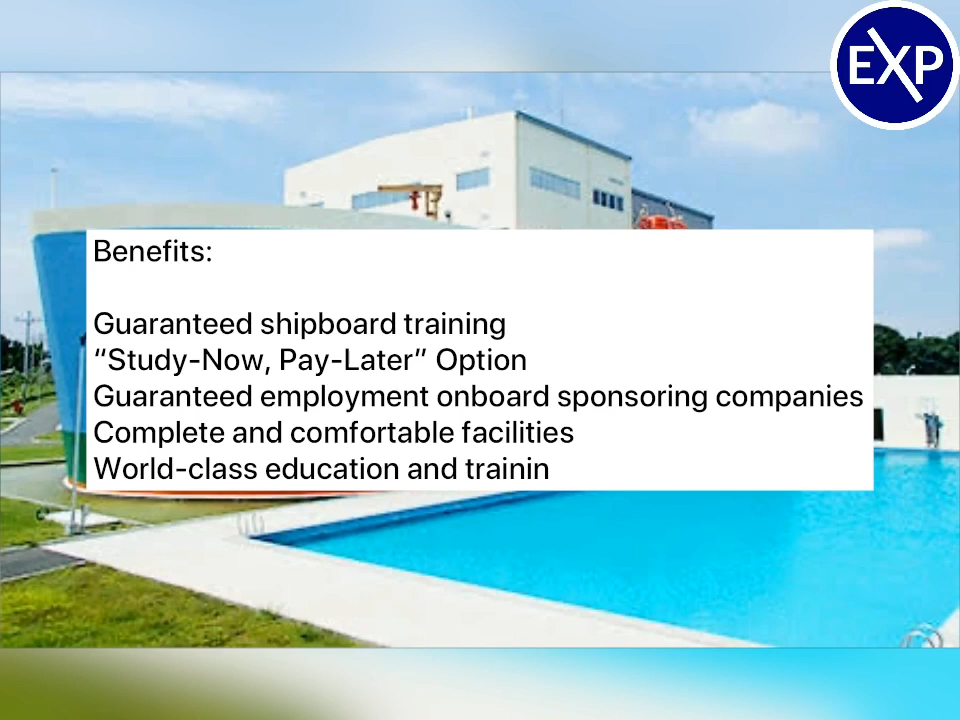 EXP
Benefits:
Guaranteed shipboard training
“Study-Now, Pay-Later” Option
Guaranteed employment onboard sponsoring companies
Complete and comfortable facilities
World-class education and trainin